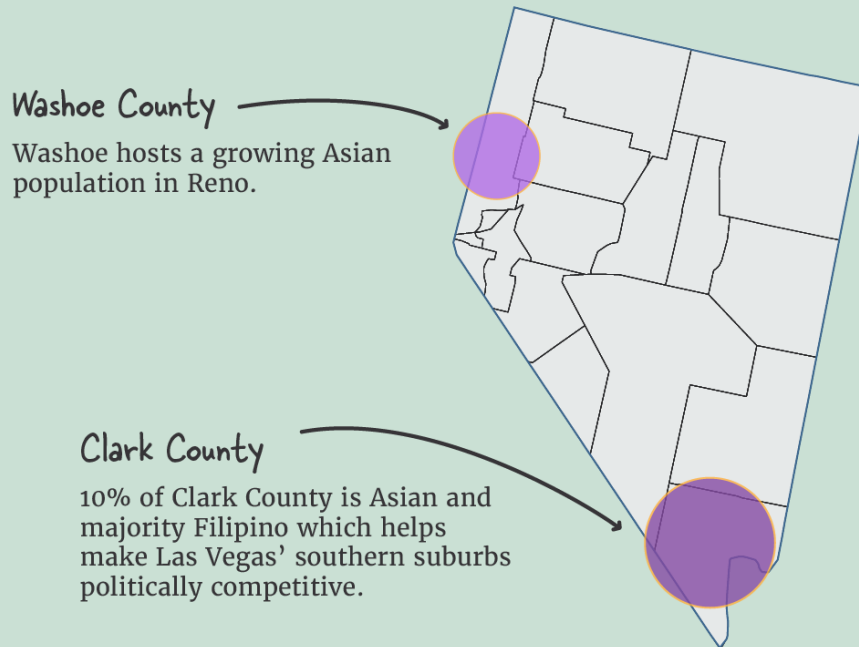 Washoe County
Washoe hosts a growing Asian
population in Reno.
Clark County
10% of Clark County is Asian and
majority Filipino which helps
make Las Vegas’ southern suburbs
politically competitive.